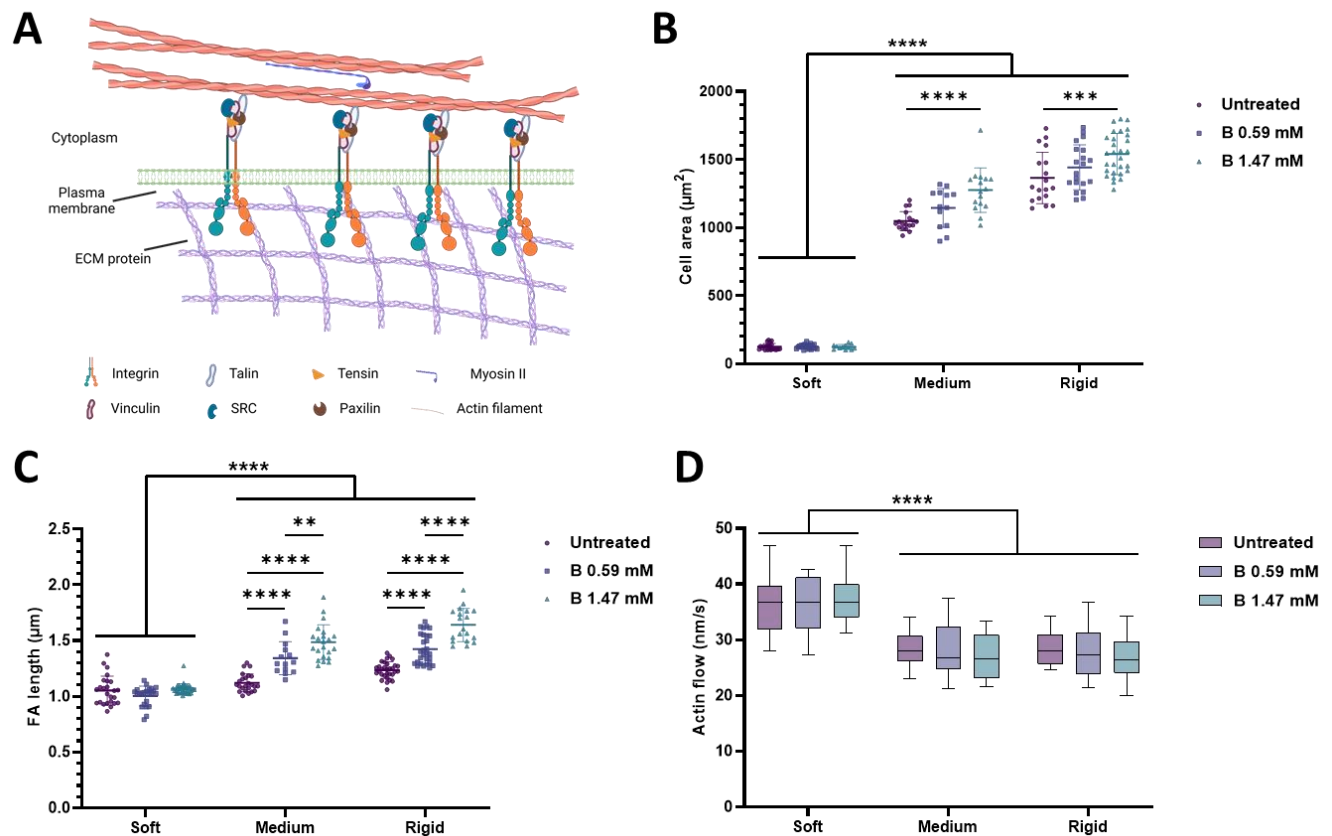 A
Cytoplasm
Plasma
membrane
ECM protein
Integrin
Talin
Tensin
Myosin II
Vinculin
SRC
Paxilin
Actin filament
B
****
****
***
Cell area (µm²)
2000
1500
1000
500
0
Soft
Medium
Rigid
Untreated
B 0.59 mM
B 1.47 mM
C
****
**
****
****
****
****
****
FA length (µm)
2.5
2.0
1.5
1.0
0.5
0.0
Soft
Medium
Rigid
Untreated
B 0.59 mM
B 1.47 mM
D
****
Actin flow (nm/s)
50
40
30
20
10
0
Soft
Medium
Rigid
Untreated
B 0.59 mM
B 1.47 mM